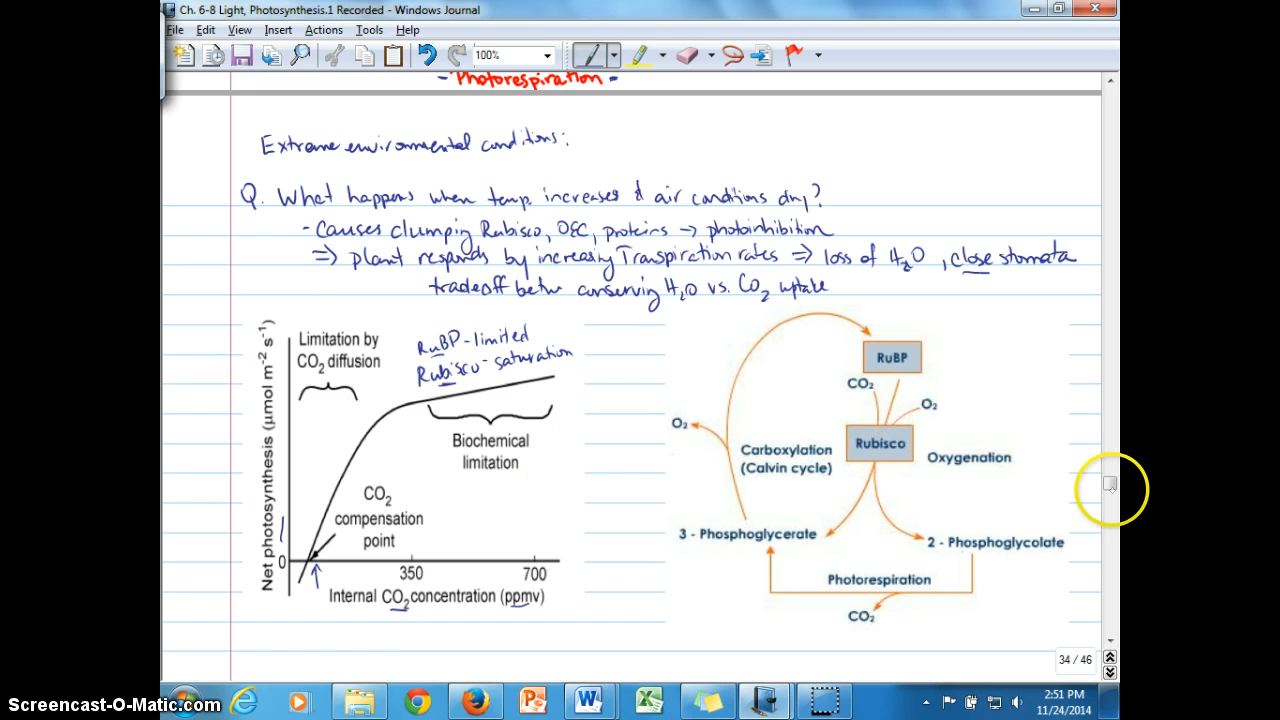 Ch. 6-8 Light, Photosynthesis.1 Recorded - Windows Journal
File Edit View Insert Actions Tools Help
100%
- Photorespiration -
Extreme environmental conditions:
Q. What happens when temp. increases & air conditions dry?
- Causes clumping Rubisco, OEC, proteins → photoinhibition
⇒ plant responds by increasing Transpiration rates ⇒ loss of H2O, close stomata
tradeoff betw conserving H2O vs. CO2 uptake
Net photosynthesis (μmol m-2 s-1)
Limitation by
CO2 diffusion
RuBP-limited
Rubisco-saturation
Biochemical
limitation
CO2
compensation
point
0
350
700
Internal CO2 concentration (ppmv)
RuBP
CO2
O2
O2
Rubisco
Carboxylation
(Calvin cycle)
Oxygenation
3 - Phosphoglycerate
2 - Phosphoglycolate
Photorespiration
CO2
34 / 46
Screencast-O-Matic.com
2:51 PM
11/24/2014